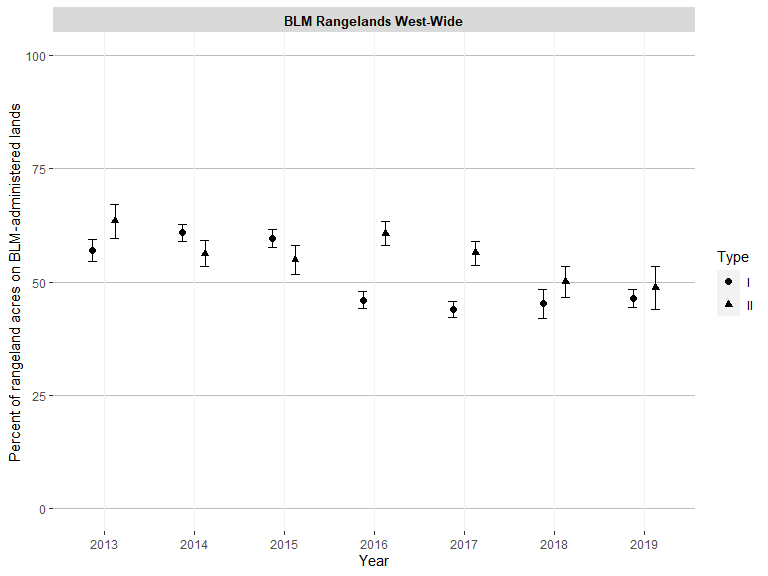 BLM Rangelands West-Wide
Percent of rangeland acres on BLM-administered lands
100
75
50
25
0
2013 2014 2015 2016 2017 2018 2019
Year
Type
I
II